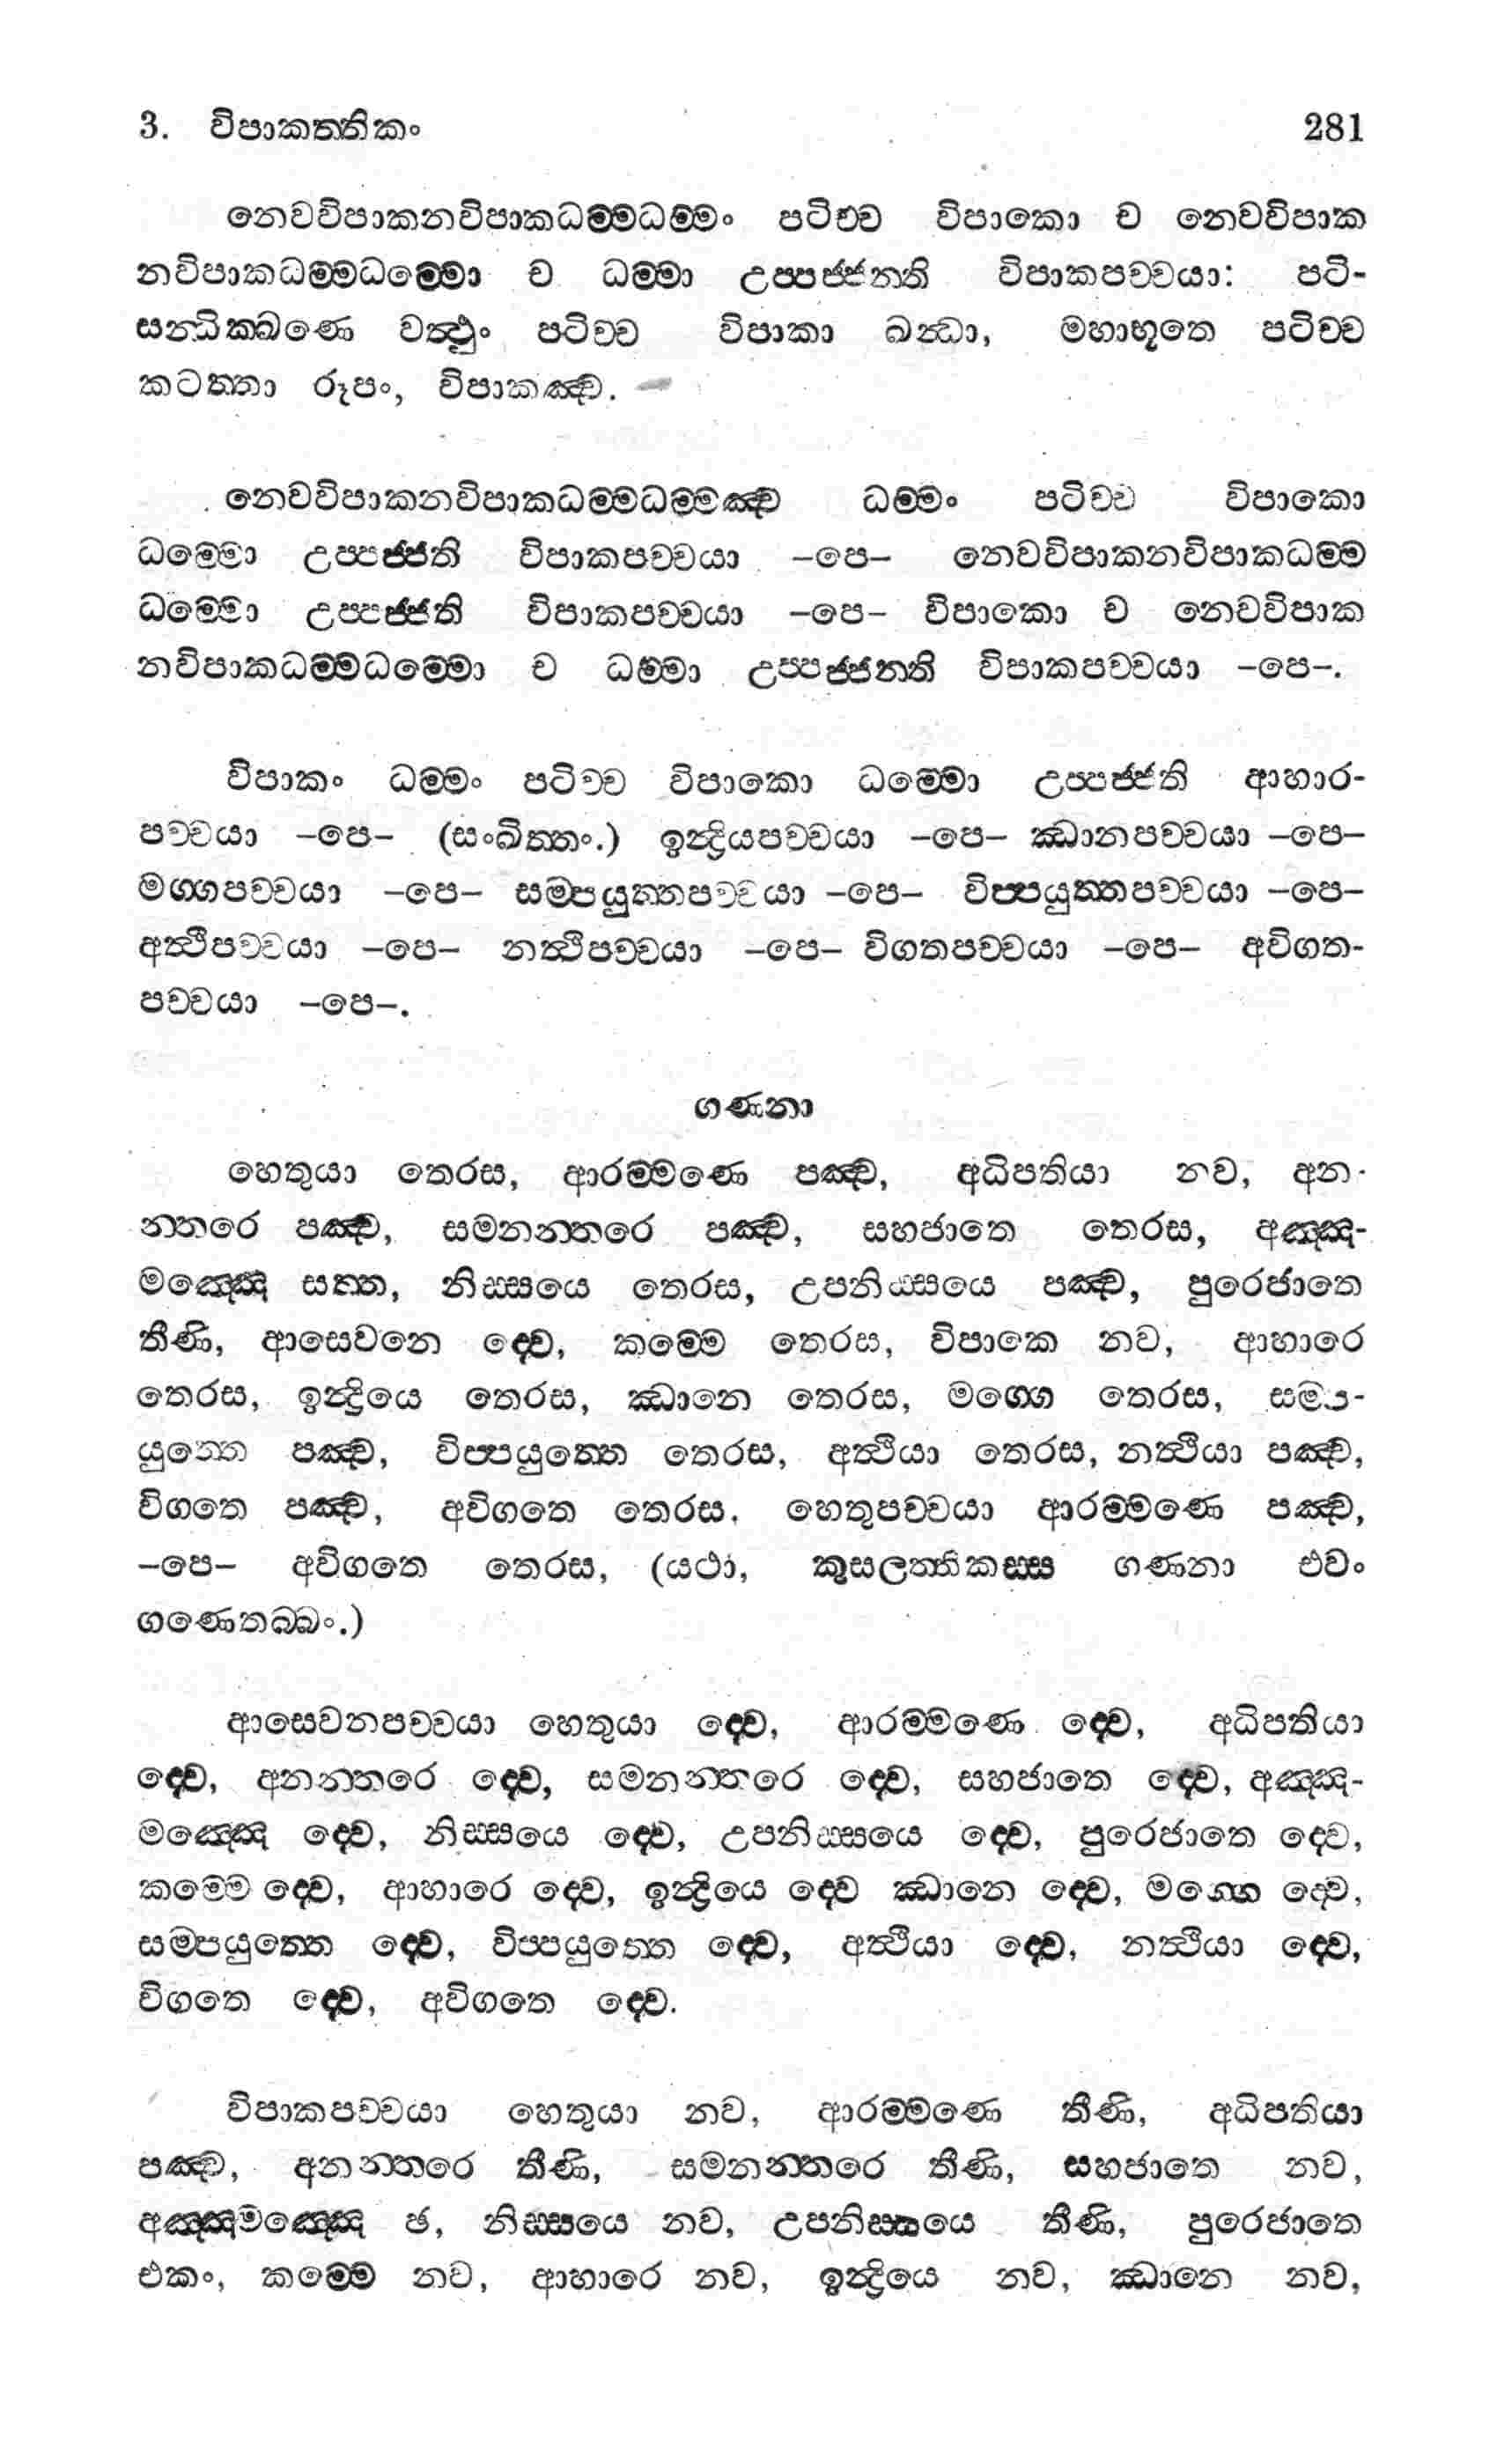 3. විපාකත්තිකං 281
නෙවවිපාකනවිපාකධම්මධම්මං පටිච්ච විපාකො ච නෙවවිපාක
නවිපාකධම්මධම්මො ච ධම්මා උප්පජ්ජන්ති විපාකපච්චයා: පටි-
සන්ධික්ඛණෙ වත්ථුං පටිච්ච විපාකා ඛන්ධා, මහාභූතෙ පටිච්ච
කටත්තා රූපං, විපාකඤ්ච.
නෙවවිපාකනවිපාකධම්මධම්මඤ්ච ධම්මං පටිච්ච විපාකො
ධම්මො උප්පජ්ජති විපාකපච්චයා –පෙ– නෙවවිපාකනවිපාකධම්ම
ධම්මො උප්පජ්ජති විපාකපච්චයා –පෙ– විපාකො ච නෙවවිපාක
නවිපාකධම්මධම්මො ච ධම්මා උප්පජ්ජන්ති විපාකපච්චයා –පෙ–.
විපාකං ධම්මං පටිච්ච විපාකො ධම්මො උප්පජ්ජති ආහාර-
පච්චයා –පෙ– (සංඛිත්තං.) ඉන්ද්‍රියපච්චයා –පෙ– ඣානපච්චයා –පෙ–
මග්ගපච්චයා –පෙ– සම්පයුත්තපච්චයා –පෙ– විප්පයුත්තපච්චයා –පෙ–
අත්ථිපච්චයා –පෙ– නත්ථිපච්චයා –පෙ– විගතපච්චයා –පෙ– අවිගත-
පච්චයා –පෙ–.
ගණනා
හෙතුයා තෙරස, ආරම්මණෙ පඤ්ච, අධිපතියා නව, අන-
න්තරෙ පඤ්ච, සමනන්තරෙ පඤ්ච, සහජාතෙ තෙරස, අඤ්ඤ-
මඤ්ඤෙ සත්ත, නිස්සයෙ තෙරස, උපනිස්සයෙ පඤ්ච, පුරෙජාතෙ
තීණි, ආසෙවනෙ ද්වෙ, කම්මෙ තෙරස, විපාකෙ නව, ආහාරෙ
තෙරස, ඉන්ද්‍රියෙ තෙරස, ඣානෙ තෙරස, මග්ගෙ තෙරස, සම්ප-
යුත්තෙ පඤ්ච, විප්පයුත්තෙ තෙරස, අත්ථියා තෙරස, නත්ථියා පඤ්ච,
විගතෙ පඤ්ච, අවිගතෙ තෙරස. හෙතුපච්චයා ආරම්මණෙ පඤ්ච,
–පෙ– අවිගතෙ තෙරස, (යථා, කුසලත්තිකස්ස ගණනා එවං
ගණෙතබ්බං.)
ආසෙවනපච්චයා හෙතුයා ද්වෙ, ආරම්මණෙ ද්වෙ, අධිපතියා
ද්වෙ, අනන්තරෙ ද්වෙ, සමනන්තරෙ ද්වෙ, සහජාතෙ ද්වෙ, අඤ්ඤ-
මඤ්ඤෙ ද්වෙ, නිස්සයෙ ද්වෙ, උපනිස්සයෙ ද්වෙ, පුරෙජාතෙ ද්වෙ,
කම්මෙ ද්වෙ, ආහාරෙ ද්වෙ, ඉන්ද්‍රියෙ ද්වෙ ඣානෙ ද්වෙ, මග්ගෙ ද්වෙ,
සම්පයුත්තෙ ද්වෙ, විප්පයුත්තෙ ද්වෙ, අත්ථියා ද්වෙ, නත්ථියා ද්වෙ,
විගතෙ ද්වෙ, අවිගතෙ ද්වෙ.
විපාකපච්චයා හෙතුයා නව, ආරම්මණෙ තීණි, අධිපතියා
පඤ්ච, අනන්තරෙ තීණි, සමනන්තරෙ තීණි, සහජාතෙ නව,
අඤ්ඤමඤ්ඤෙ ඡ, නිස්සයෙ නව, උපනිස්සයෙ තීණි, පුරෙජාතෙ
එකං, කම්මෙ නව, ආහාරෙ නව, ඉන්ද්‍රියෙ නව, ඣානෙ නව,